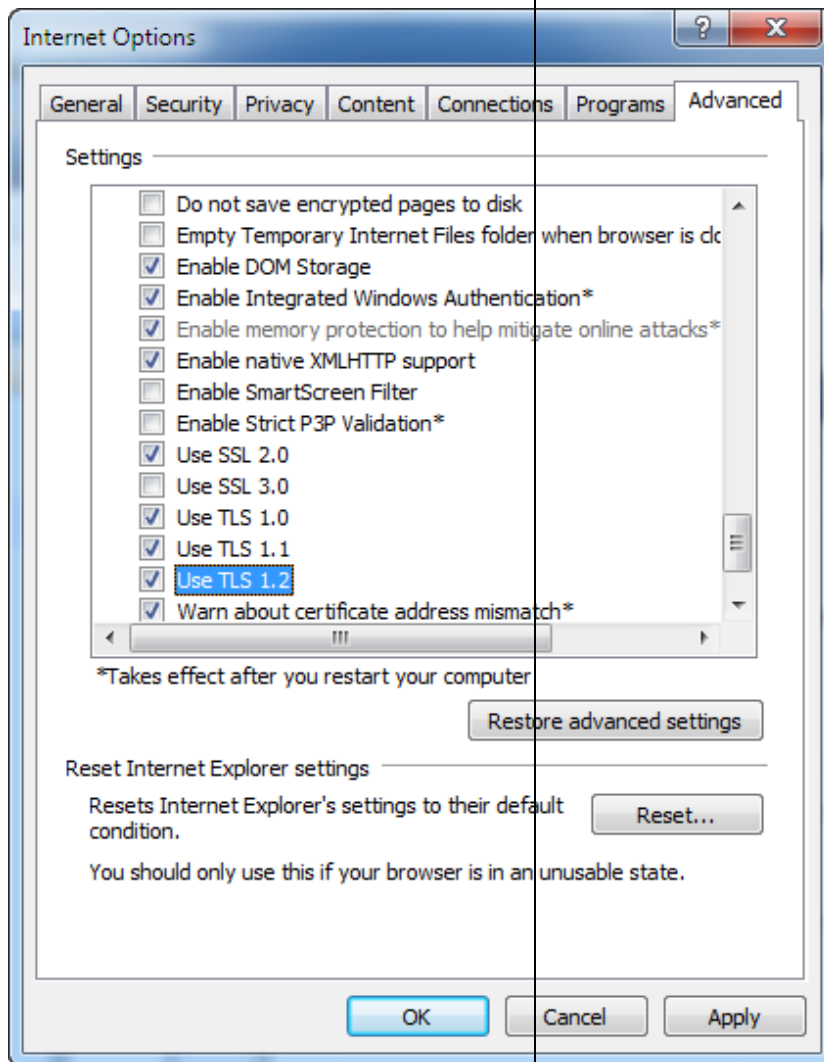 Internet Options
General Security Privacy Content Connections Programs Advanced
Settings
Do not save encrypted pages to disk
Empty Temporary Internet Files folder when browser is clo
Enable DOM Storage
Enable Integrated Windows Authentication*
Enable memory protection to help mitigate online attacks*
Enable native XMLHTTP support
Enable SmartScreen Filter
Enable Strict P3P Validation*
Use SSL 2.0
Use SSL 3.0
Use TLS 1.0
Use TLS 1.1
Use TLS 1.2
Warn about certificate address mismatch*
*Takes effect after you restart your computer
Restore advanced settings
Reset Internet Explorer settings
Resets Internet Explorer's settings to their default
condition.
Reset...
You should only use this if your browser is in an unusable state.
OK Cancel Apply